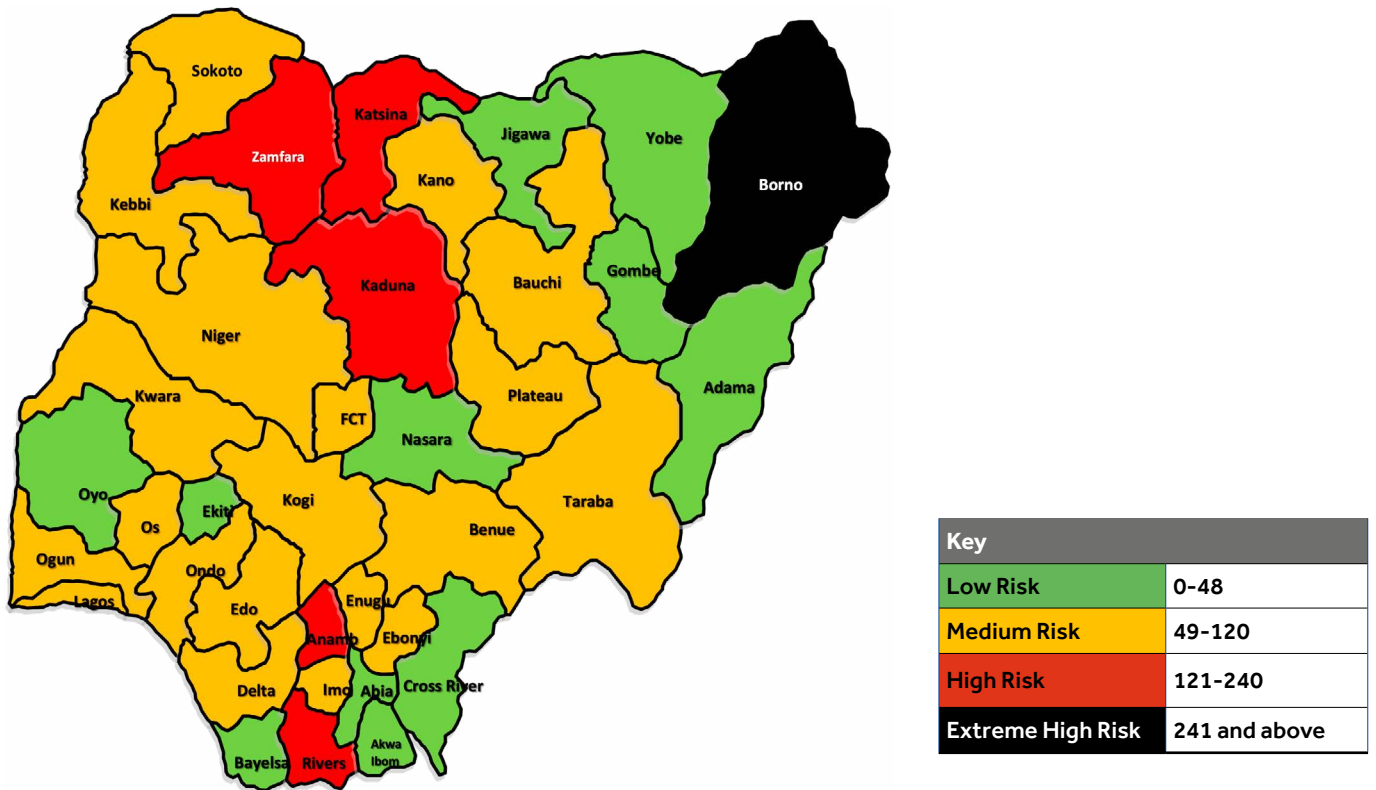 Sokoto
Katsina
Jigawa
Yobe
Zamfara
Kano
Borno
Kebbi
Gombe
Kaduna
Bauchi
Niger
Adama
Kwara
Plateau
FCT
Nasara
Oyo
Kogi
Taraba
Ekiti
Os
Benue
Ogun
Ondo
Lagos
Edo
Enugu
Anamb
Ebonyi
Delta
Imo
Abia
Cross River
Bayelsa
Rivers
Akwa
Ibom
Key
Low Risk 0-48
Medium Risk 49-120
High Risk 121-240
Extreme High Risk 241 and above